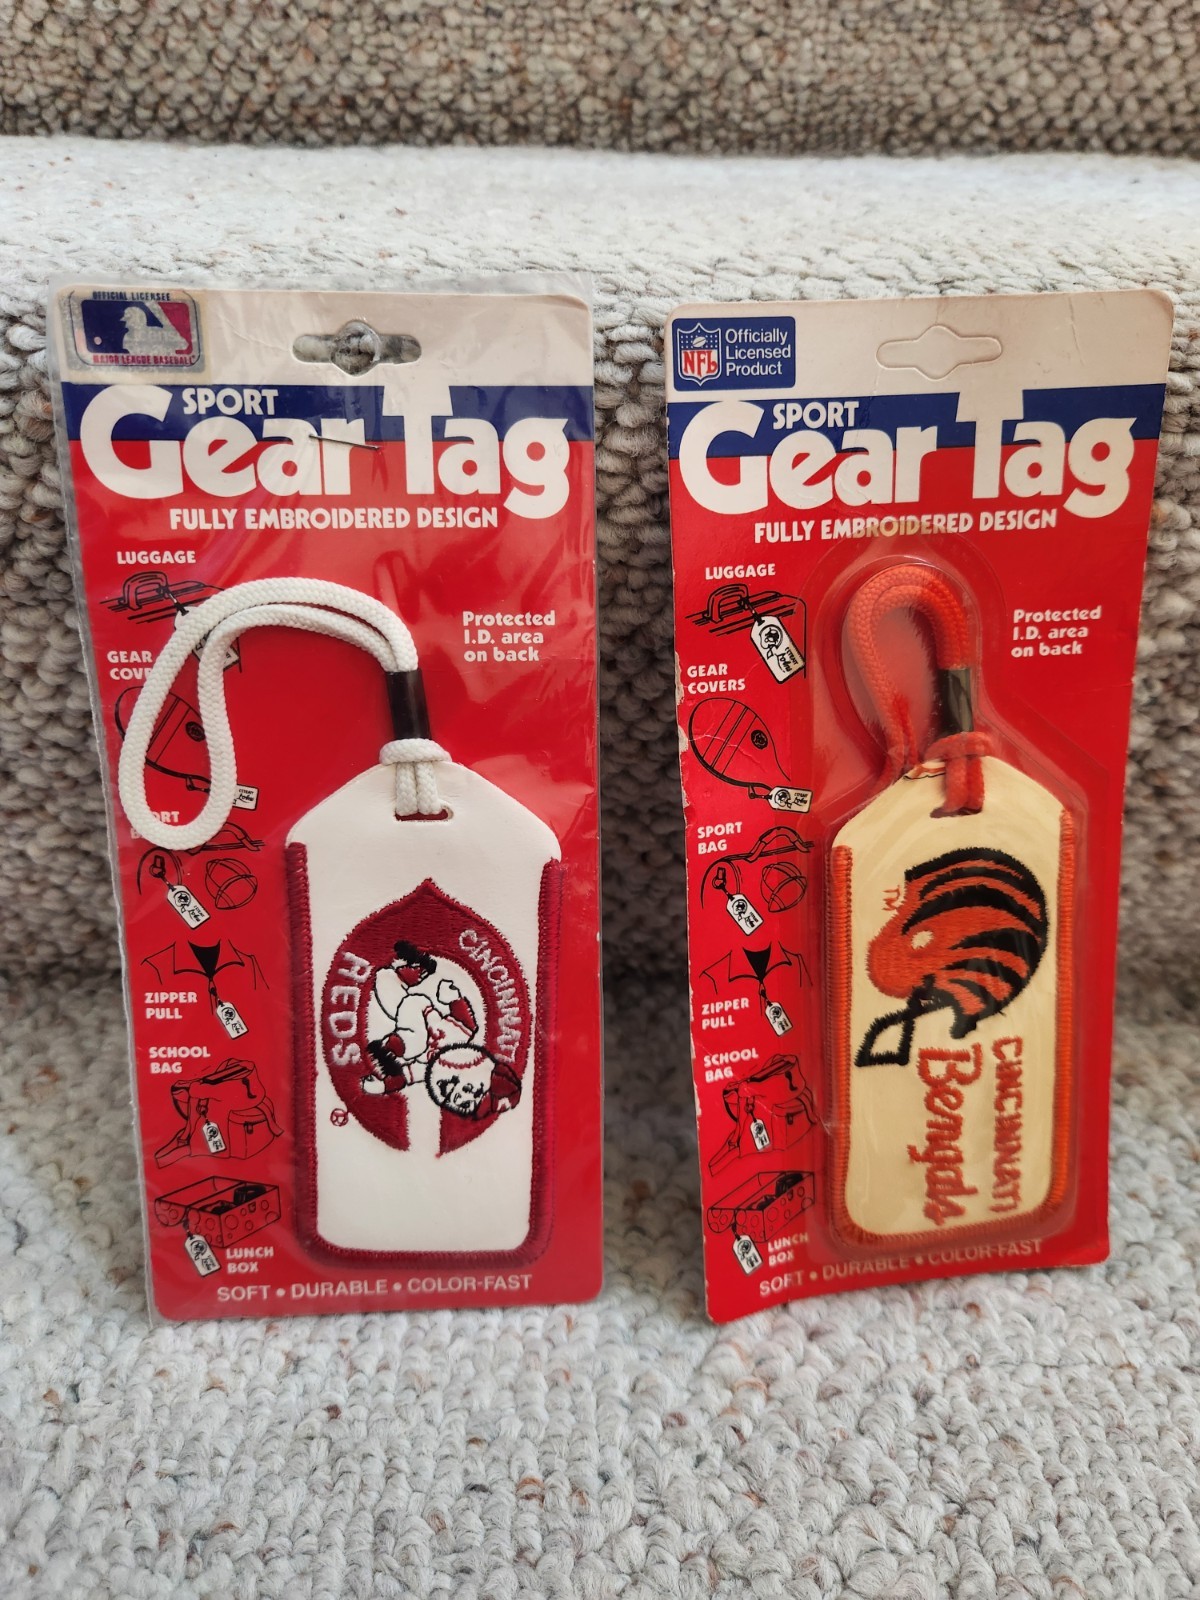 OFFICIAL LICENSEE
MAJOR LEAGUE BASEBALL
SPORT
Gear Tag
FULLY EMBROIDERED DESIGN
LUGGAGE
Protected
I.D. area
on back
GEAR
ZIPPER
PULL
SCHOOL
BAG
LUNCH
BOX
SOFT • DURABLE • COLOR-FAST
CINCINNATI
REDS
®
NFL
Officially
Licensed
Product
SPORT
Gear Tag
FULLY EMBROIDERED DESIGN
LUGGAGE
Protected
I.D. area
on back
GEAR
COVERS
SPORT
BAG
ZIPPER
PULL
SCHOOL
BAG
LUNCH
BOX
SOFT • DURABLE • COLOR-FAST
TM
CINCINNATI
Bengals